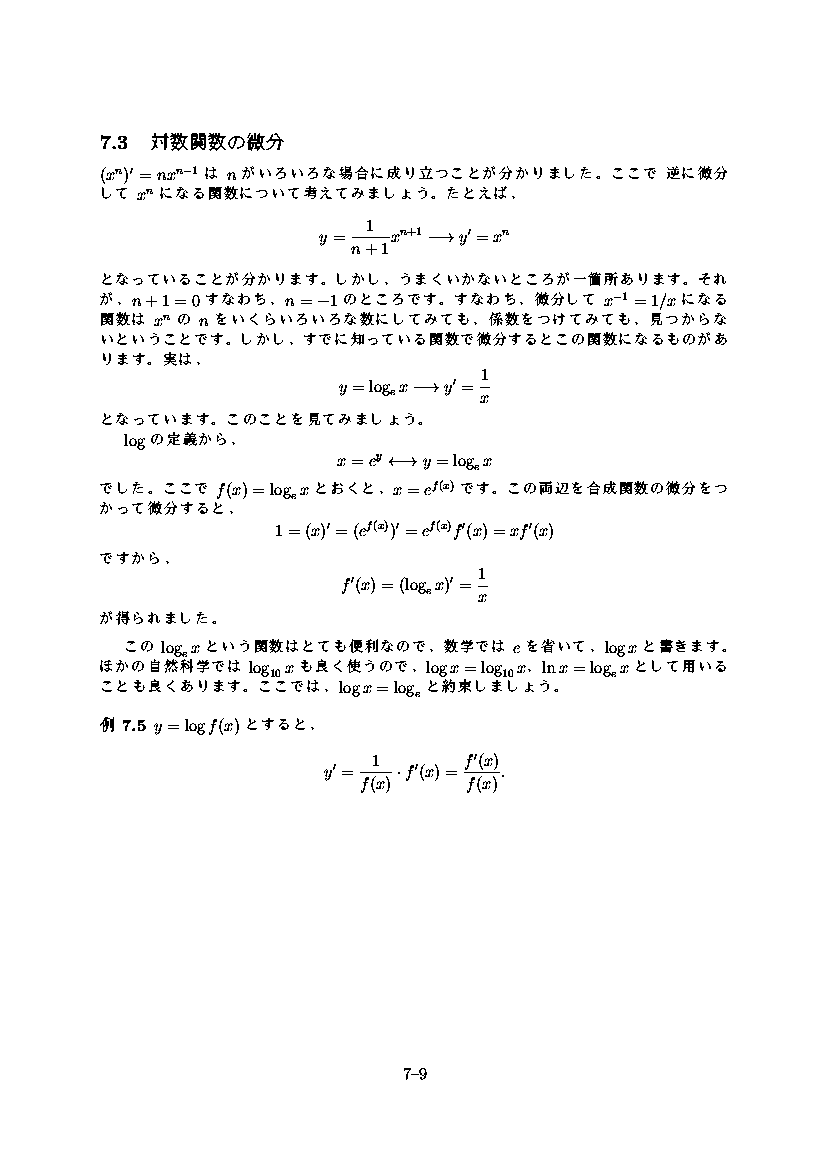 7.3 対数関数の微分
(xⁿ)′ = nxⁿ⁻¹ は n がいろいろな場合に成り立つことが分かりました。ここで 逆に微分
して xⁿ になる関数について考えてみましょう。たとえば、
y = \frac{1}{n+1}x^{n+1} ⟶ y′ = xⁿ
となっていることが分かります。しかし、うまくいかないところが一箇所あります。それ
が、n + 1 = 0 すなわち、n = −1 のところです。すなわち、微分して x⁻¹ = 1/x になる
関数は xⁿ の n をいくらいろいろな数にしてみても、係数をつけてみても、見つからな
いということです。しかし、すでに知っている関数で微分するとこの関数になるものがあ
ります。実は、
y = log_e x ⟶ y′ = \frac{1}{x}
となっています。このことを見てみましょう。
log の定義から、
x = e^y ⟷ y = log_e x
でした。ここで f(x) = log_e x とおくと、x = e^{f(x)} です。この両辺を合成関数の微分をつ
かって微分すると、
1 = (x)′ = (e^{f(x)})′ = e^{f(x)} f′(x) = xf′(x)
ですから、
f′(x) = (log_e x)′ = \frac{1}{x}
が得られました。
この log_e x という関数はとても便利なので、数学では e を省いて、log x と書きます。
ほかの自然科学では log_{10} x も良く使うので、log x = log_{10} x、ln x = log_e x として用いる
ことも良くあります。ここでは、log x = log_e と約束しましょう。
例 7.5 y = log f(x) とすると、
y′ = \frac{1}{f(x)} · f′(x) = \frac{f′(x)}{f(x)}.
7–9